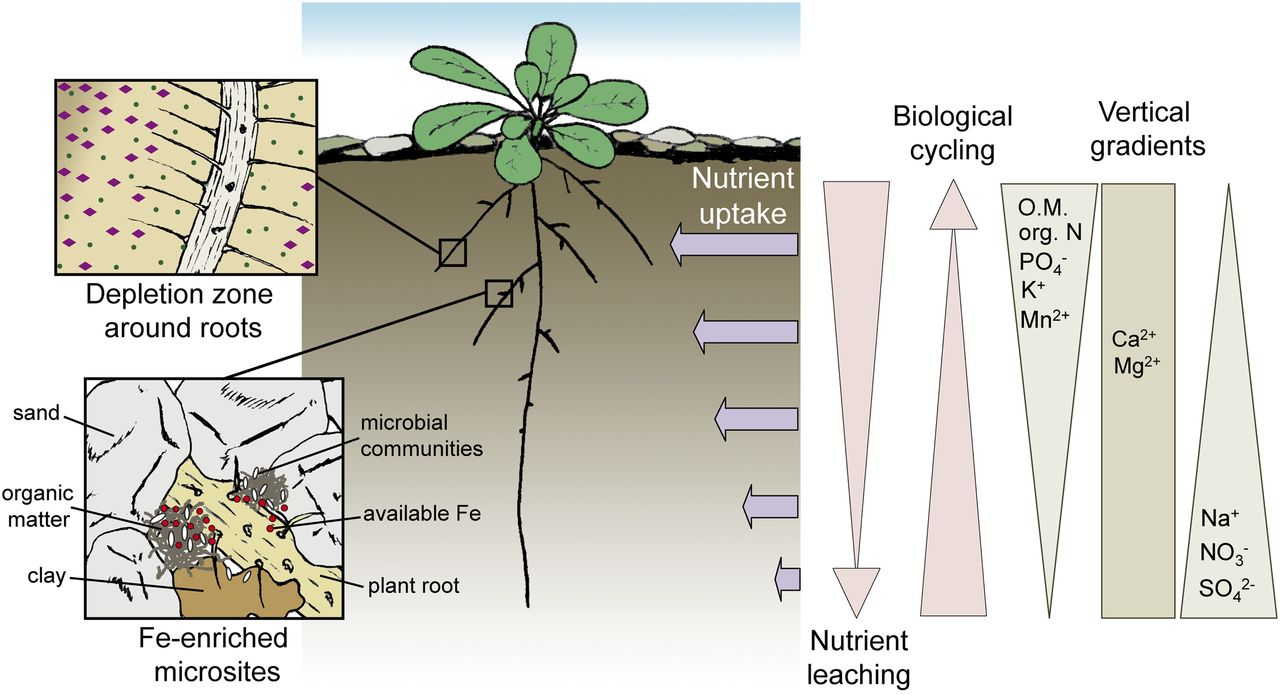 Depletion zone
around roots
sand
organic
matter
clay
microbial
communities
available Fe
plant root
Fe-enriched
microsites
Nutrient
uptake
Biological
cycling
Nutrient
leaching
Vertical
gradients
O.M.
org. N
PO₄⁻
K⁺
Mn²⁺
Ca²⁺
Mg²⁺
Na⁺
NO₃⁻
SO₄²⁻